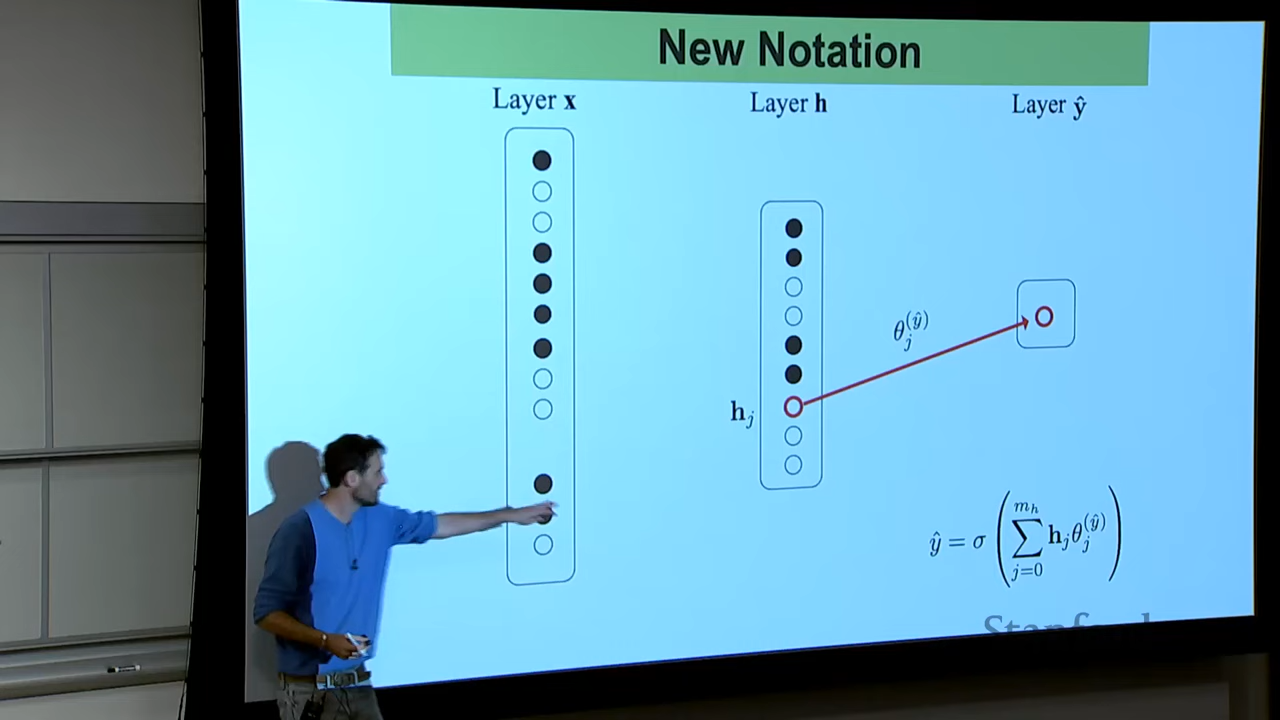 New Notation
Layer x
Layer h
Layer ŷ
θ_j^(ŷ)
h_j
ŷ = σ ( ∑_{j=0}^{m_h} h_j θ_j^(ŷ) )